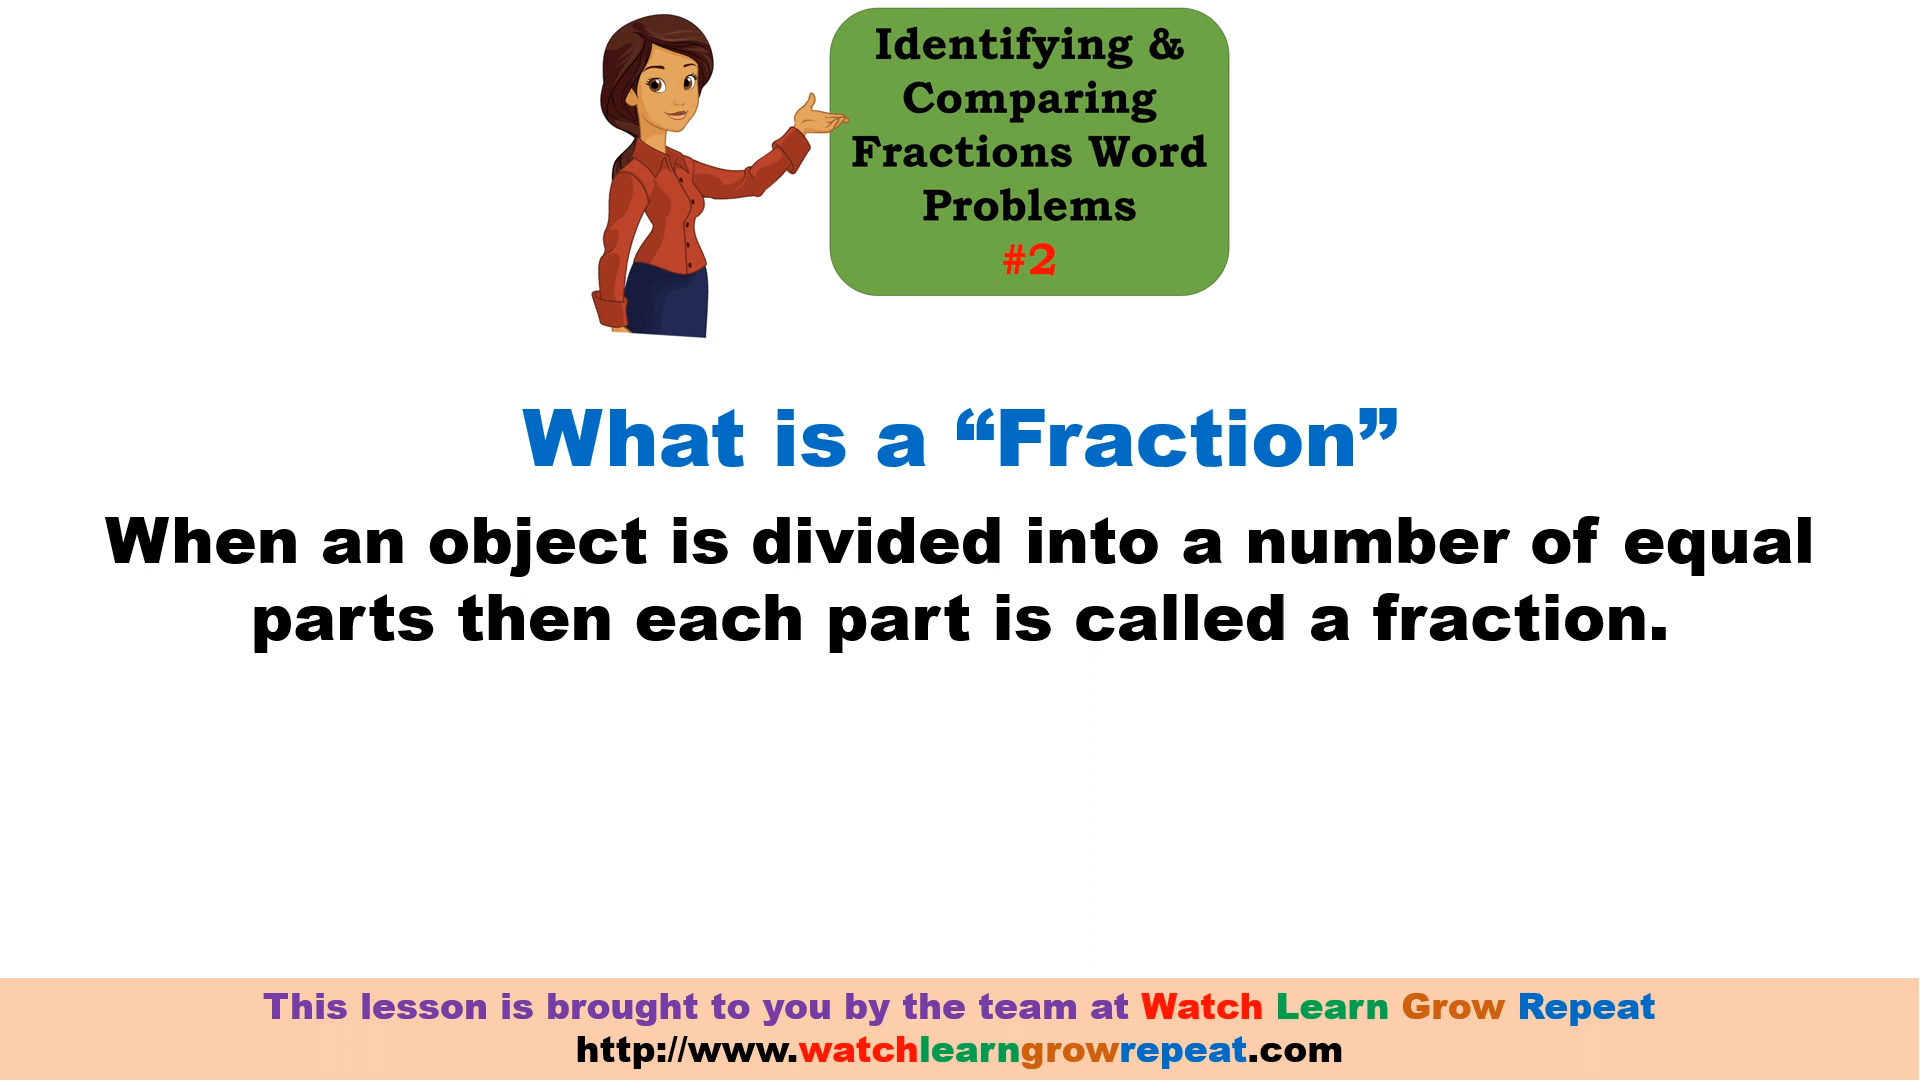 Identifying &
Comparing
Fractions Word
Problems
#2
What is a “Fraction”
When an object is divided into a number of equal
parts then each part is called a fraction.
This lesson is brought to you by the team at Watch Learn Grow Repeat
http://www.watchlearngrowrepeat.com